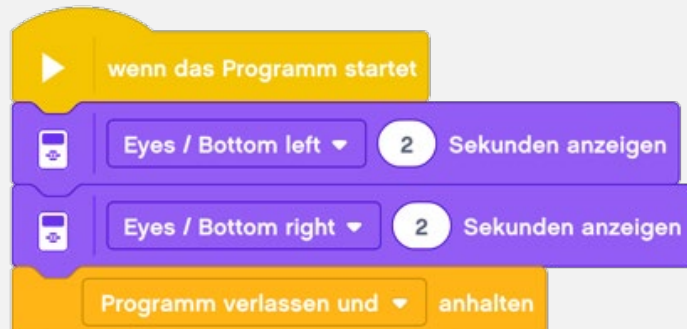 wenn das Programm startet
Eyes / Bottom left 2 Sekunden anzeigen
Eyes / Bottom right 2 Sekunden anzeigen
Programm verlassen und anhalten